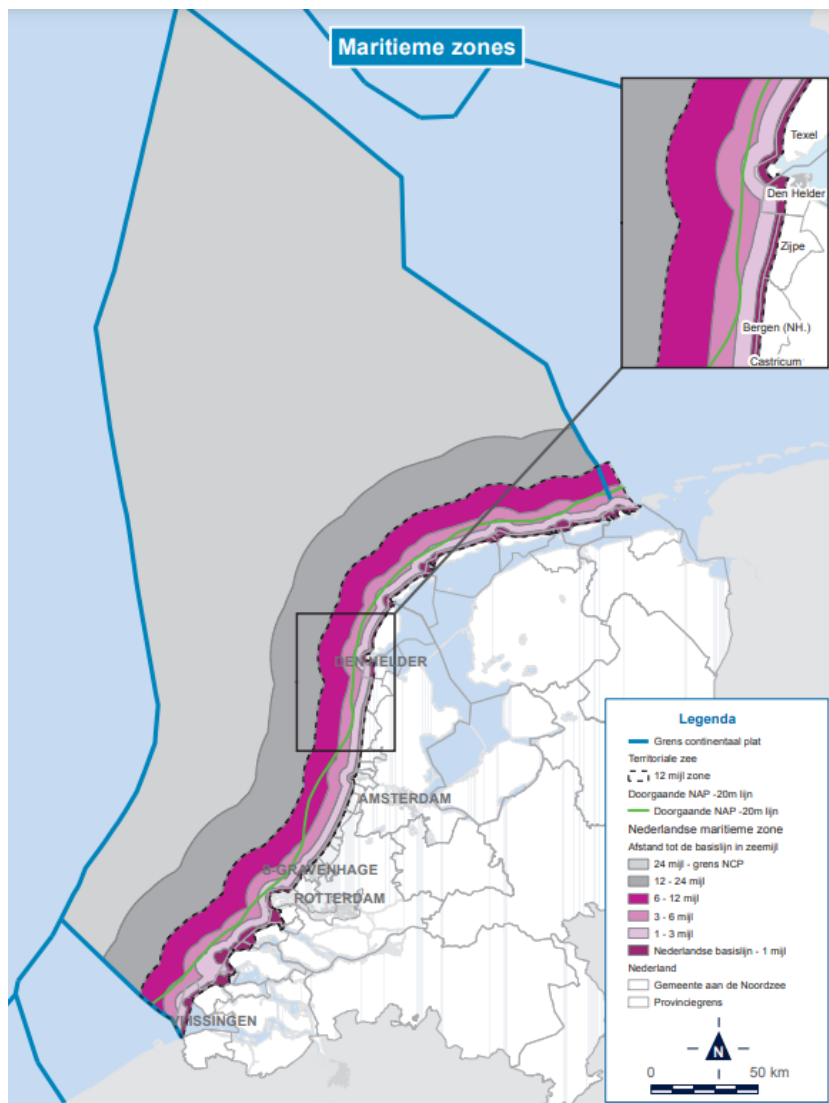 Maritieme zones
Texel
Den Helder
Zijpe
Bergen (NH.)
Castricum
DEN HELDER
AMSTERDAM
S-GRAVENHAGE
ROTTERDAM
VLISSINGEN
Legenda
Grens continentaal plat
Territoriale zee
12 mijl zone
Doorgaande NAP -20m lijn
Doorgaande NAP -20m lijn
Nederlandse maritieme zone
Afstand tot de basislijn in zeemijl
24 mijl - grens NCP
12 - 24 mijl
6 - 12 mijl
3 - 6 mijl
1 - 3 mijl
Nederlandse basislijn - 1 mijl
Nederland
Gemeente aan de Noordzee
Provinciegrens
N
0 50 km